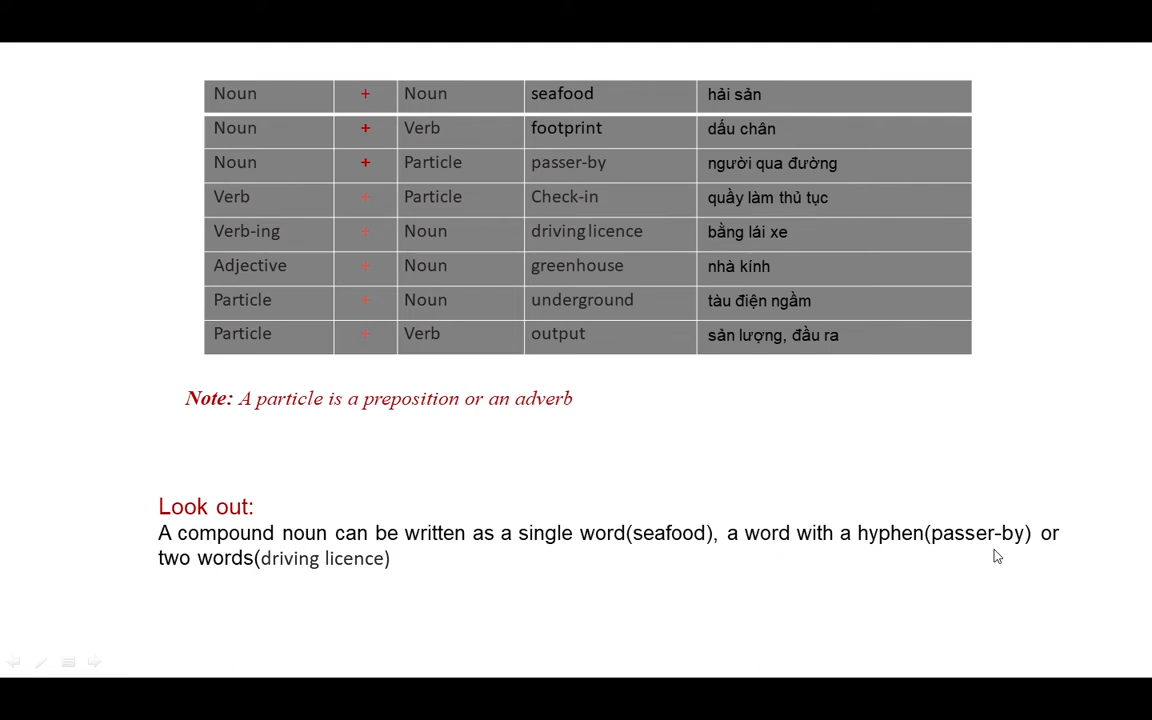 Noun + Noun seafood hải sản
Noun + Verb footprint dấu chân
Noun + Particle passer-by người qua đường
Verb + Particle Check-in quầy làm thủ tục
Verb-ing + Noun driving licence bằng lái xe
Adjective + Noun greenhouse nhà kính
Particle + Noun underground tàu điện ngầm
Particle + Verb output sản lượng, đầu ra
Note: A particle is a preposition or an adverb
Look out:
A compound noun can be written as a single word(seafood), a word with a hyphen(passer-by) or
two words(driving licence)